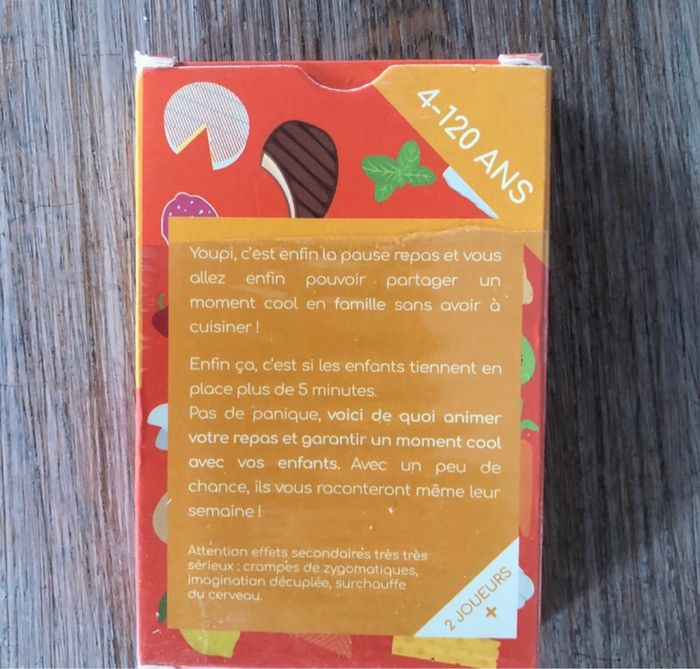 4-120 ANS
Youpi, c'est enfin la pause repas et vous
allez enfin pouvoir partager un
moment cool en famille sans avoir à
cuisiner !
Enfin ça, c'est si les enfants tiennent en
place plus de 5 minutes.
Pas de panique, voici de quoi animer
votre repas et garantir un moment cool
avec vos enfants. Avec un peu de
chance, ils vous raconteront même leur
semaine !
Attention effets secondaires très très
sérieux : crampes de zygomatiques,
imagination décuplée, surchauffe
du cerveau.
2 JOUEURS
+